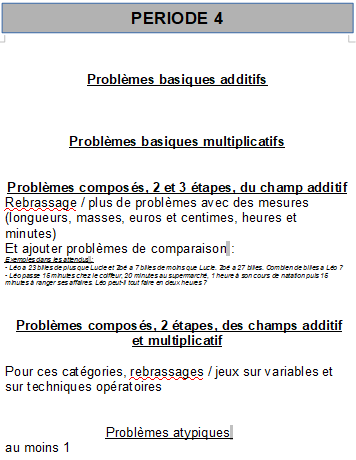 PERIODE 4
Problèmes basiques additifs
Problèmes basiques multiplicatifs
Problèmes composés, 2 et 3 étapes, du champ additif
Rebrassage / plus de problèmes avec des mesures
(longueurs, masses, euros et centimes, heures et
minutes)
Et ajouter problèmes de comparaison :
Exemples dans les attendus :
- Léo a 23 billes de plus que Lucie et Zoé a 7 billes de moins que Lucie. Zoé a 27 billes. Combien de billes a Léo ?
- Léo passe 15 minutes chez le coiffeur, 20 minutes au supermarché, 1 heure à son cours de natation puis 15
minutes à ranger ses affaires. Léo peut-il tout faire en deux heures ?
Problèmes composés, 2 étapes, des champs additif
et multiplicatif
Pour ces catégories, rebrassages / jeux sur variables et
sur techniques opératoires
Problèmes atypiques
au moins 1